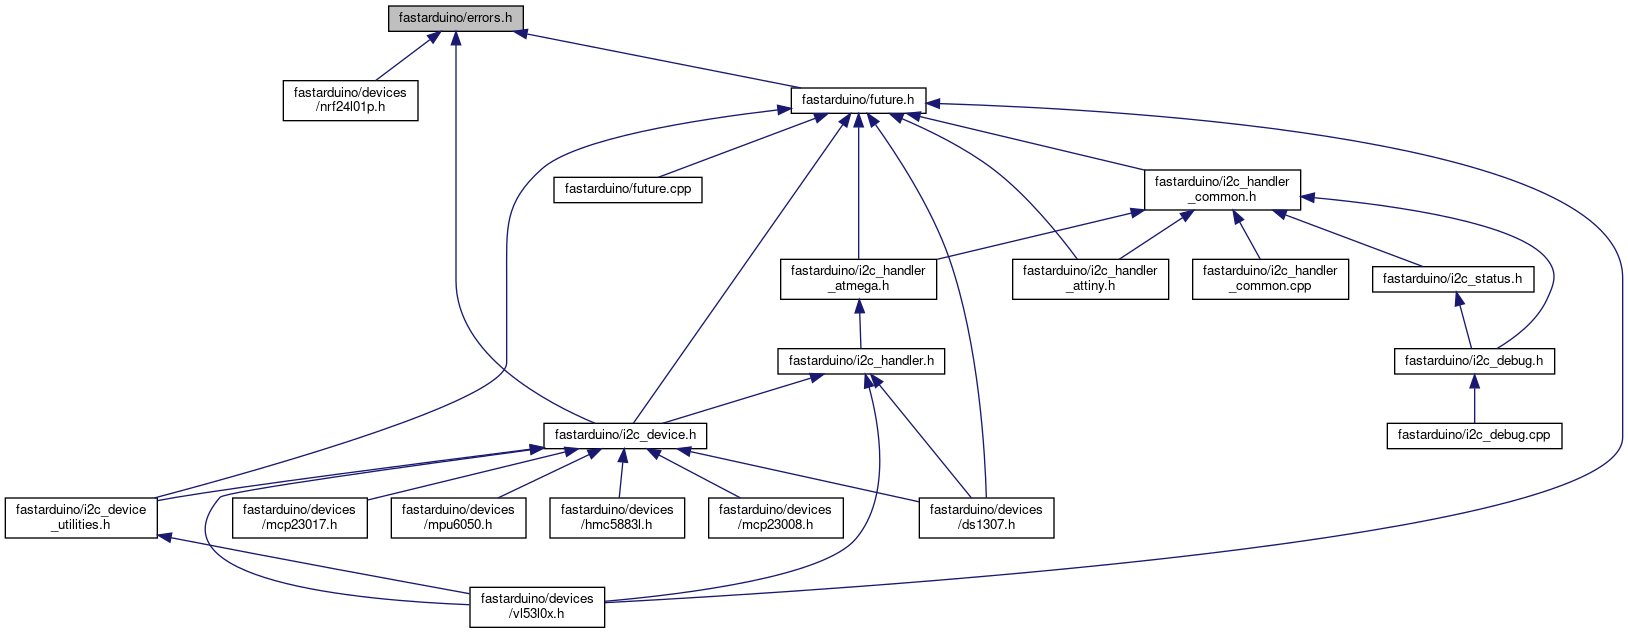 fastarduino/errors.h
fastarduino/devices
/nrf24l01p.h
fastarduino/future.h
fastarduino/future.cpp
fastarduino/i2c_handler
_common.h
fastarduino/i2c_handler
_atmega.h
fastarduino/i2c_handler
_attiny.h
fastarduino/i2c_handler
_common.cpp
fastarduino/i2c_status.h
fastarduino/i2c_handler.h
fastarduino/i2c_debug.h
fastarduino/i2c_device.h
fastarduino/i2c_debug.cpp
fastarduino/i2c_device
_utilities.h
fastarduino/devices
/mcp23017.h
fastarduino/devices
/mpu6050.h
fastarduino/devices
/hmc5883l.h
fastarduino/devices
/mcp23008.h
fastarduino/devices
/ds1307.h
fastarduino/devices
/vl53l0x.h